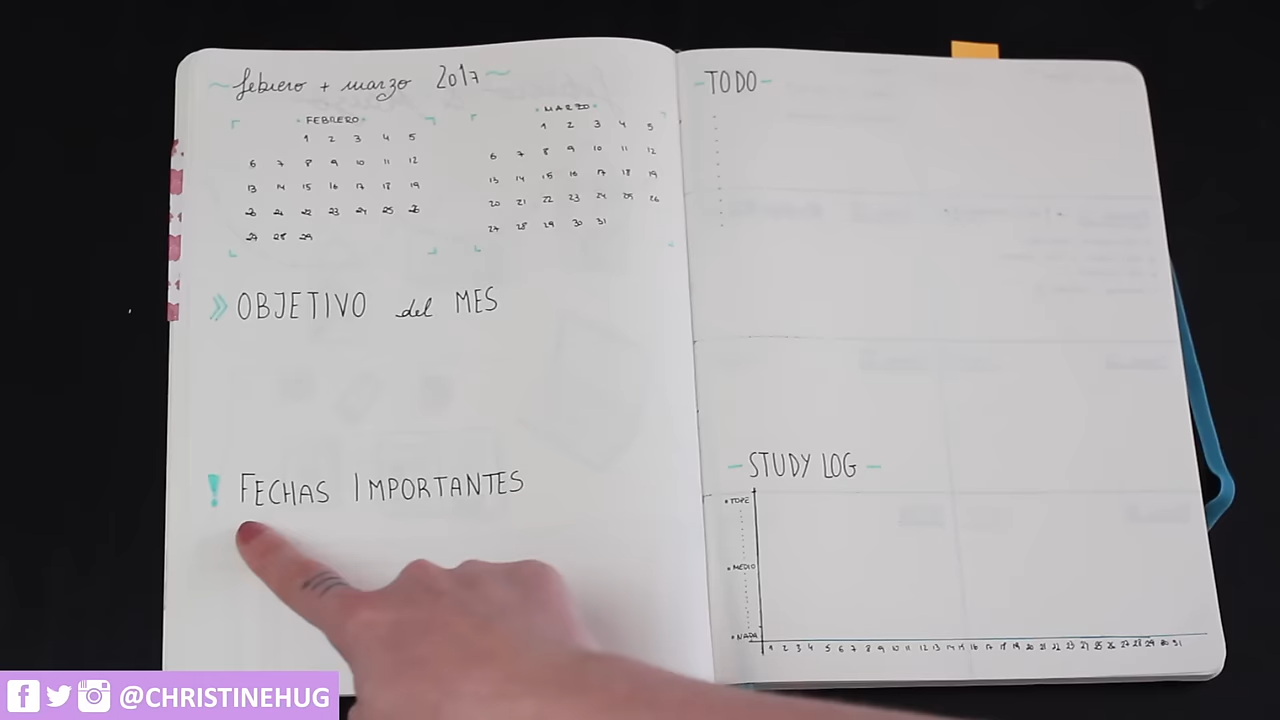 ~ febrero + marzo 2017 ~
• FEBRERO •
1 2 3 4 5
6 7 8 9 10 11 12
13 14 15 16 17 18 19
20 21 22 23 24 25 26
27 28 29
• MARZO •
1 2 3 4 5
6 7 8 9 10 11 12
13 14 15 16 17 18 19
20 21 22 23 24 25 26
27 28 29 30 31
» OBJETIVO del MES
! FECHAS IMPORTANTES
- TODO -
- STUDY LOG -
• TOPE
• MEDIO
• NADA
1 2 3 4 5 6 7 8 9 10 11 12 13 14 15 16 17 18 19 20 21 22 23 24 25 26 27 28 29 30 31
@CHRISTINEHUG